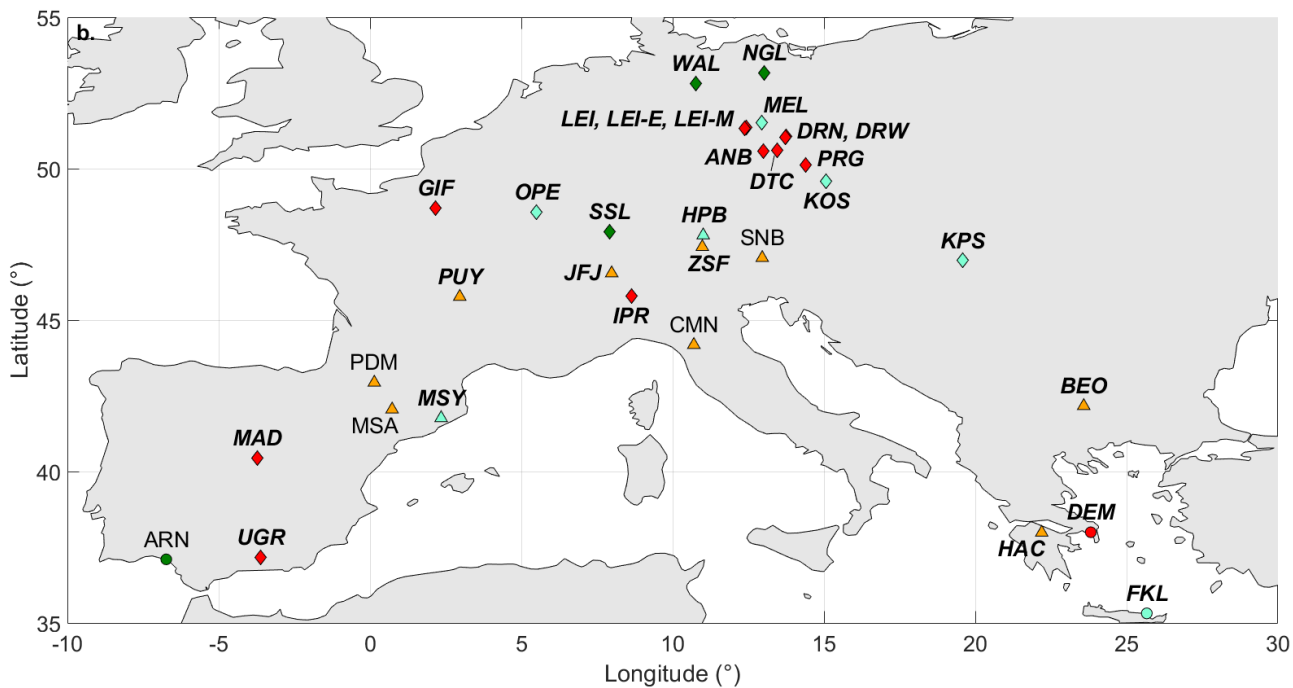 b.
55
50
45
40
35
Latitude (°)
NGL
WAL
MEL
LEI, LEI-E, LEI-M
DRN, DRW
ANB
PRG
DTC
KOS
GIF
OPE
SSL
HPB
SNB
KPS
ZSF
JFJ
PUY
IPR
CMN
PDM
BEO
MSY
MSA
MAD
DEM
ARN
UGR
HAC
FKL
-10 -5 0 5 10 15 20 25 30
Longitude (°)